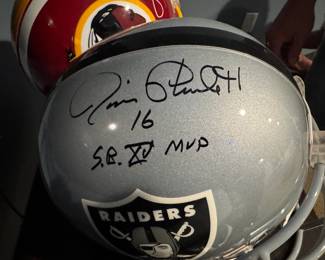 Jim Plunkett
16
S.B. XV MVP
RAIDERS